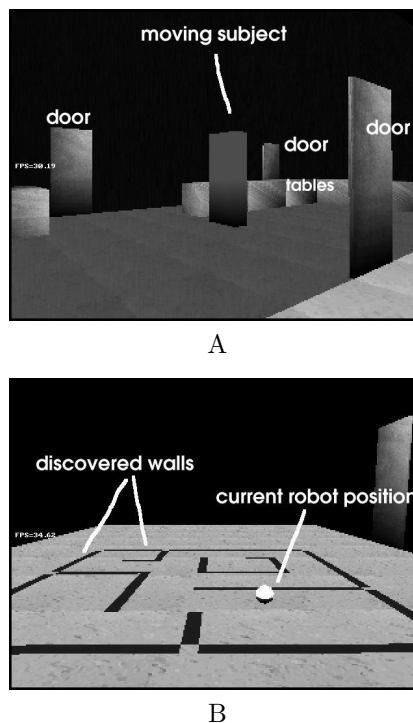 moving subject
door
door
door
FPS=30.19
tables
A
discovered walls
current robot position
FPS=34.62
B